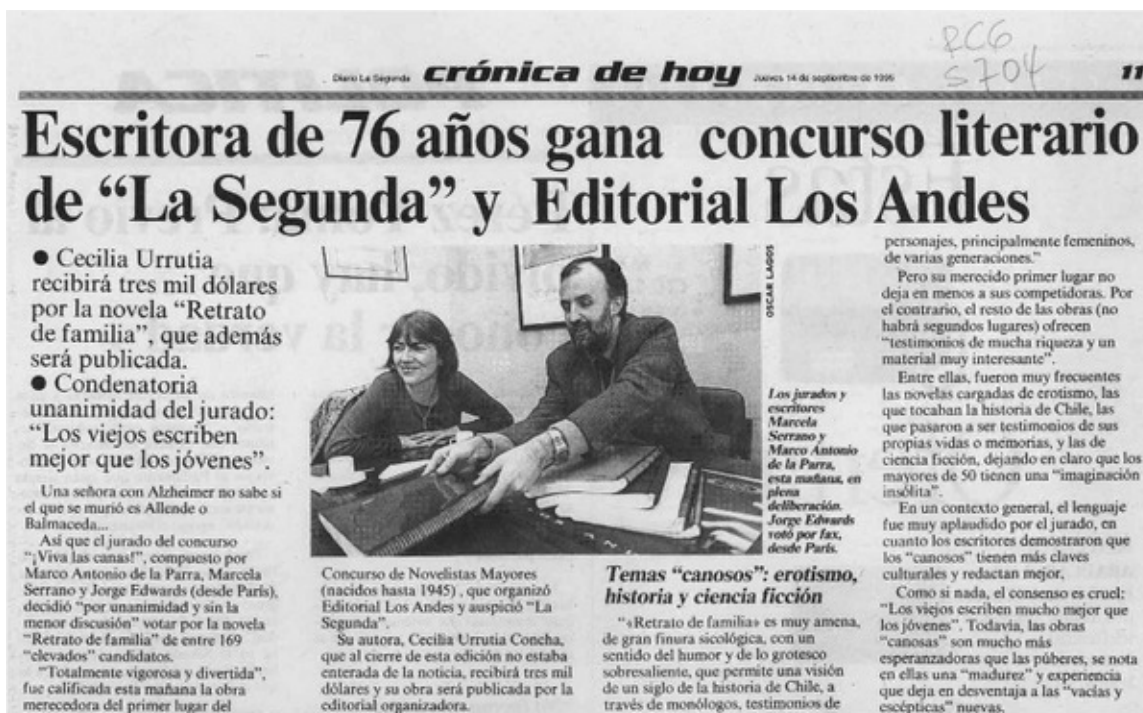 RC6
5704
Diario La Segunda crónica de hoy Jueves 14 de septiembre de 1995 11
Escritora de 76 años gana concurso literario
de “La Segunda” y Editorial Los Andes
● Cecilia Urrutia
recibirá tres mil dólares
por la novela “Retrato
de familia”, que además
será publicada.
● Condenatoria
unanimidad del jurado:
“Los viejos escriben
mejor que los jóvenes”.
Una señora con Alzheimer no sabe si
el que se murió es Allende o
Balmaceda...
Así que el jurado del concurso
“¡Viva las canas!”, compuesto por
Marco Antonio de la Parra, Marcela
Serrano y Jorge Edwards (desde París),
decidió “por unanimidad y sin la
menor discusión” votar por la novela
“Retrato de familia” de entre 169
“elevados” candidatos.
“Totalmente vigorosa y divertida”,
fue calificada esta mañana la obra
merecedora del primer lugar del
OSCAR LAGOS
Los jurados y
escritores
Marcela
Serrano y
Marco Antonio
de la Parra,
esta mañana, en
plena
deliberación.
Jorge Edwards
votó por fax,
desde París.
Concurso de Novelistas Mayores
(nacidos hasta 1945) , que organizó
Editorial Los Andes y auspició “La
Segunda”.
Su autora, Cecilia Urrutia Concha,
que al cierre de esta edición no estaba
enterada de la noticia, recibirá tres mil
dólares y su obra será publicada por la
editorial organizadora.
Temas “canosos”: erotismo,
historia y ciencia ficción
“«Retrato de familia» es muy amena,
de gran finura sicológica, con un
sentido del humor y de lo grotesco
sobresaliente, que permite una visión
de un siglo de la historia de Chile, a
través de monólogos, testimonios de
personajes, principalmente femeninos,
de varias generaciones.”
Pero su merecido primer lugar no
deja en menos a sus competidoras. Por
el contrario, el resto de las obras (no
habrá segundos lugares) ofrecen
“testimonios de mucha riqueza y un
material muy interesante”.
Entre ellas, fueron muy frecuentes
las novelas cargadas de erotismo, las
que tocaban la historia de Chile, las
que pasaron a ser testimonios de sus
propias vidas o memorias, y las de
ciencia ficción, dejando en claro que los
mayores de 50 tienen una “imaginación
insólita”.
En un contexto general, el lenguaje
fue muy aplaudido por el jurado, en
cuanto los escritores demostraron que
los “canosos” tienen más claves
culturales y redactan mejor.
Como si nada, el consenso es cruel:
“Los viejos escriben mucho mejor que
los jóvenes”. Todavía, las obras
“canosas” son mucho más
esperanzadoras que las púberes, se nota
en ellas una “madurez” y experiencia
que deja en desventaja a las “vacías y
escépticas” nuevas.